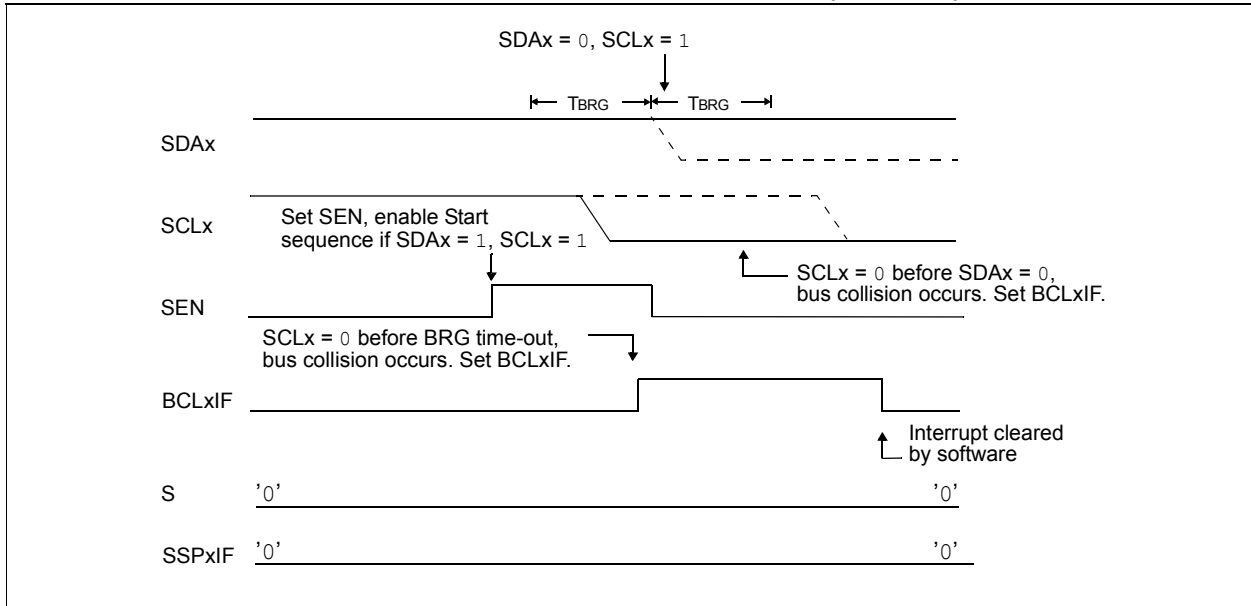 SDAx = 0, SCLx = 1
TBRG TBRG
SDAx
SCLx
Set SEN, enable Start
sequence if SDAx = 1, SCLx = 1
SCLx = 0 before SDAx = 0,
bus collision occurs. Set BCLxIF.
SEN
SCLx = 0 before BRG time-out,
bus collision occurs. Set BCLxIF.
BCLxIF
Interrupt cleared
by software
S '0' '0'
SSPxIF '0' '0'